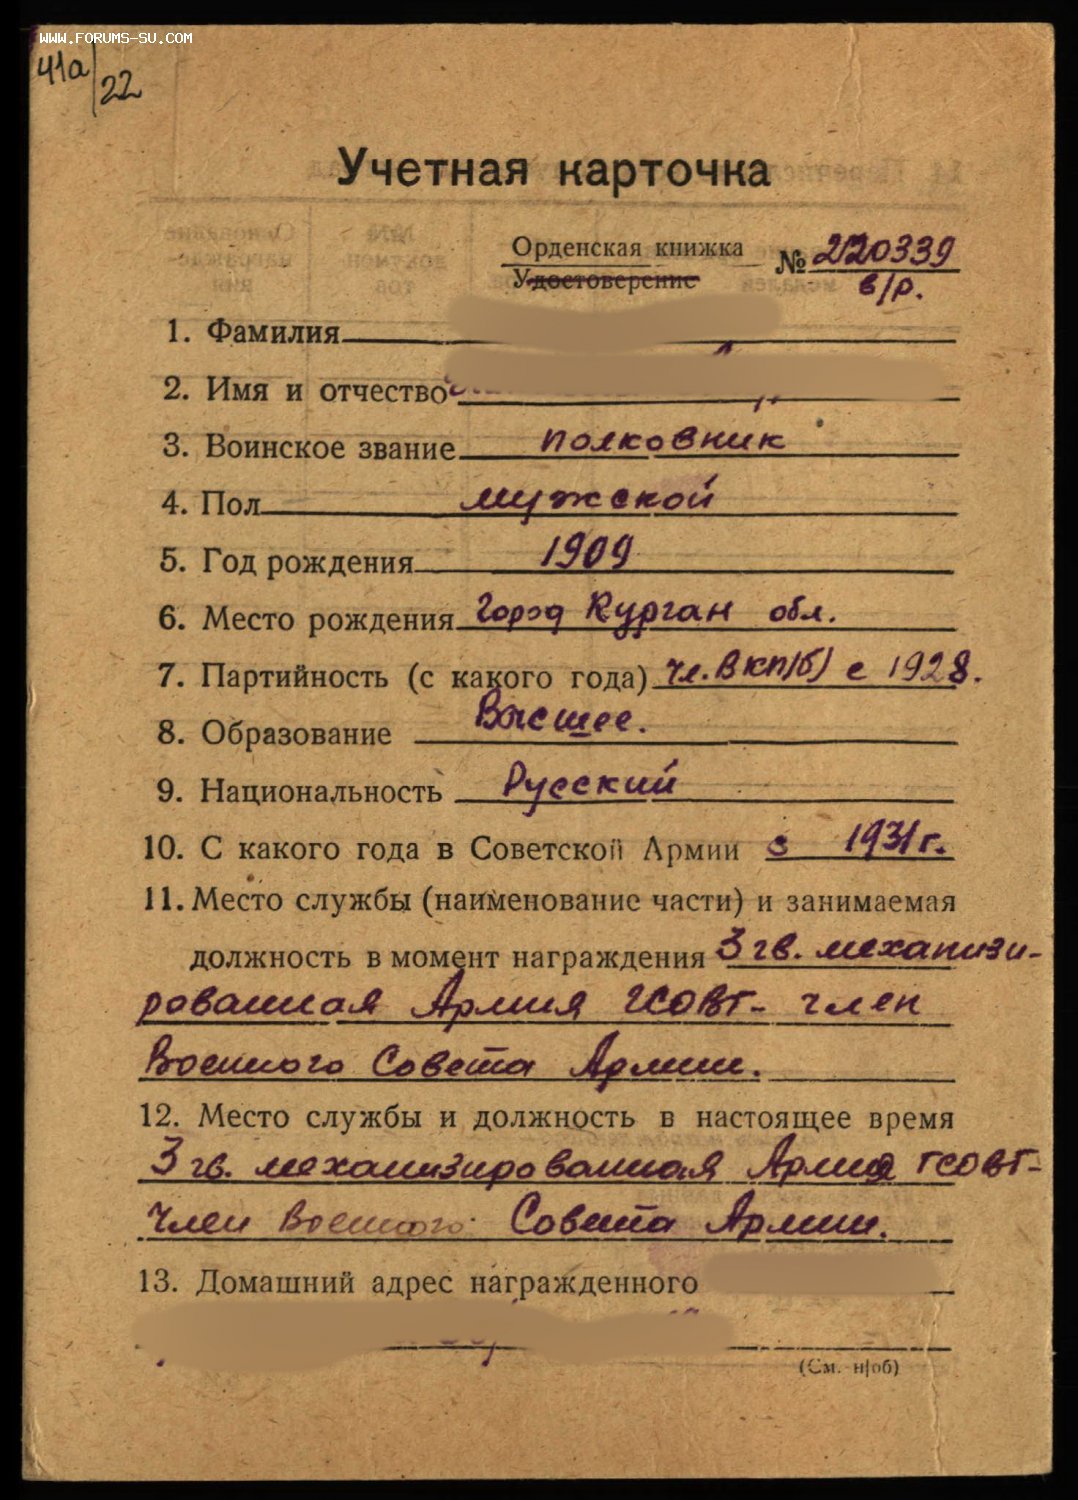 WWW.FORUMS-SU.COM
41а/22
Учетная карточка
Орденская книжка
Удостоверение
№ 220339
в/р.
1. Фамилия
2. Имя и отчество
3. Воинское звание полковник
4. Пол мужской
5. Год рождения 1909
6. Место рождения Город Курган обл.
7. Партийность (с какого года) чл. ВКП(б) с 1928.
8. Образование Высшее.
9. Национальность Русский
10. С какого года в Советской Армии с 1931 г.
11. Место службы (наименование части) и занимаемая
должность в момент награждения 3 гв. механизи-
рованная Армия ГСОВГ- член
Военного Совета Армии.
12. Место службы и должность в настоящее время
3 гв. механизированная Армия ГСОВГ-
член Военного Совета Армии.
13. Домашний адрес награжденного
(См. н/об)